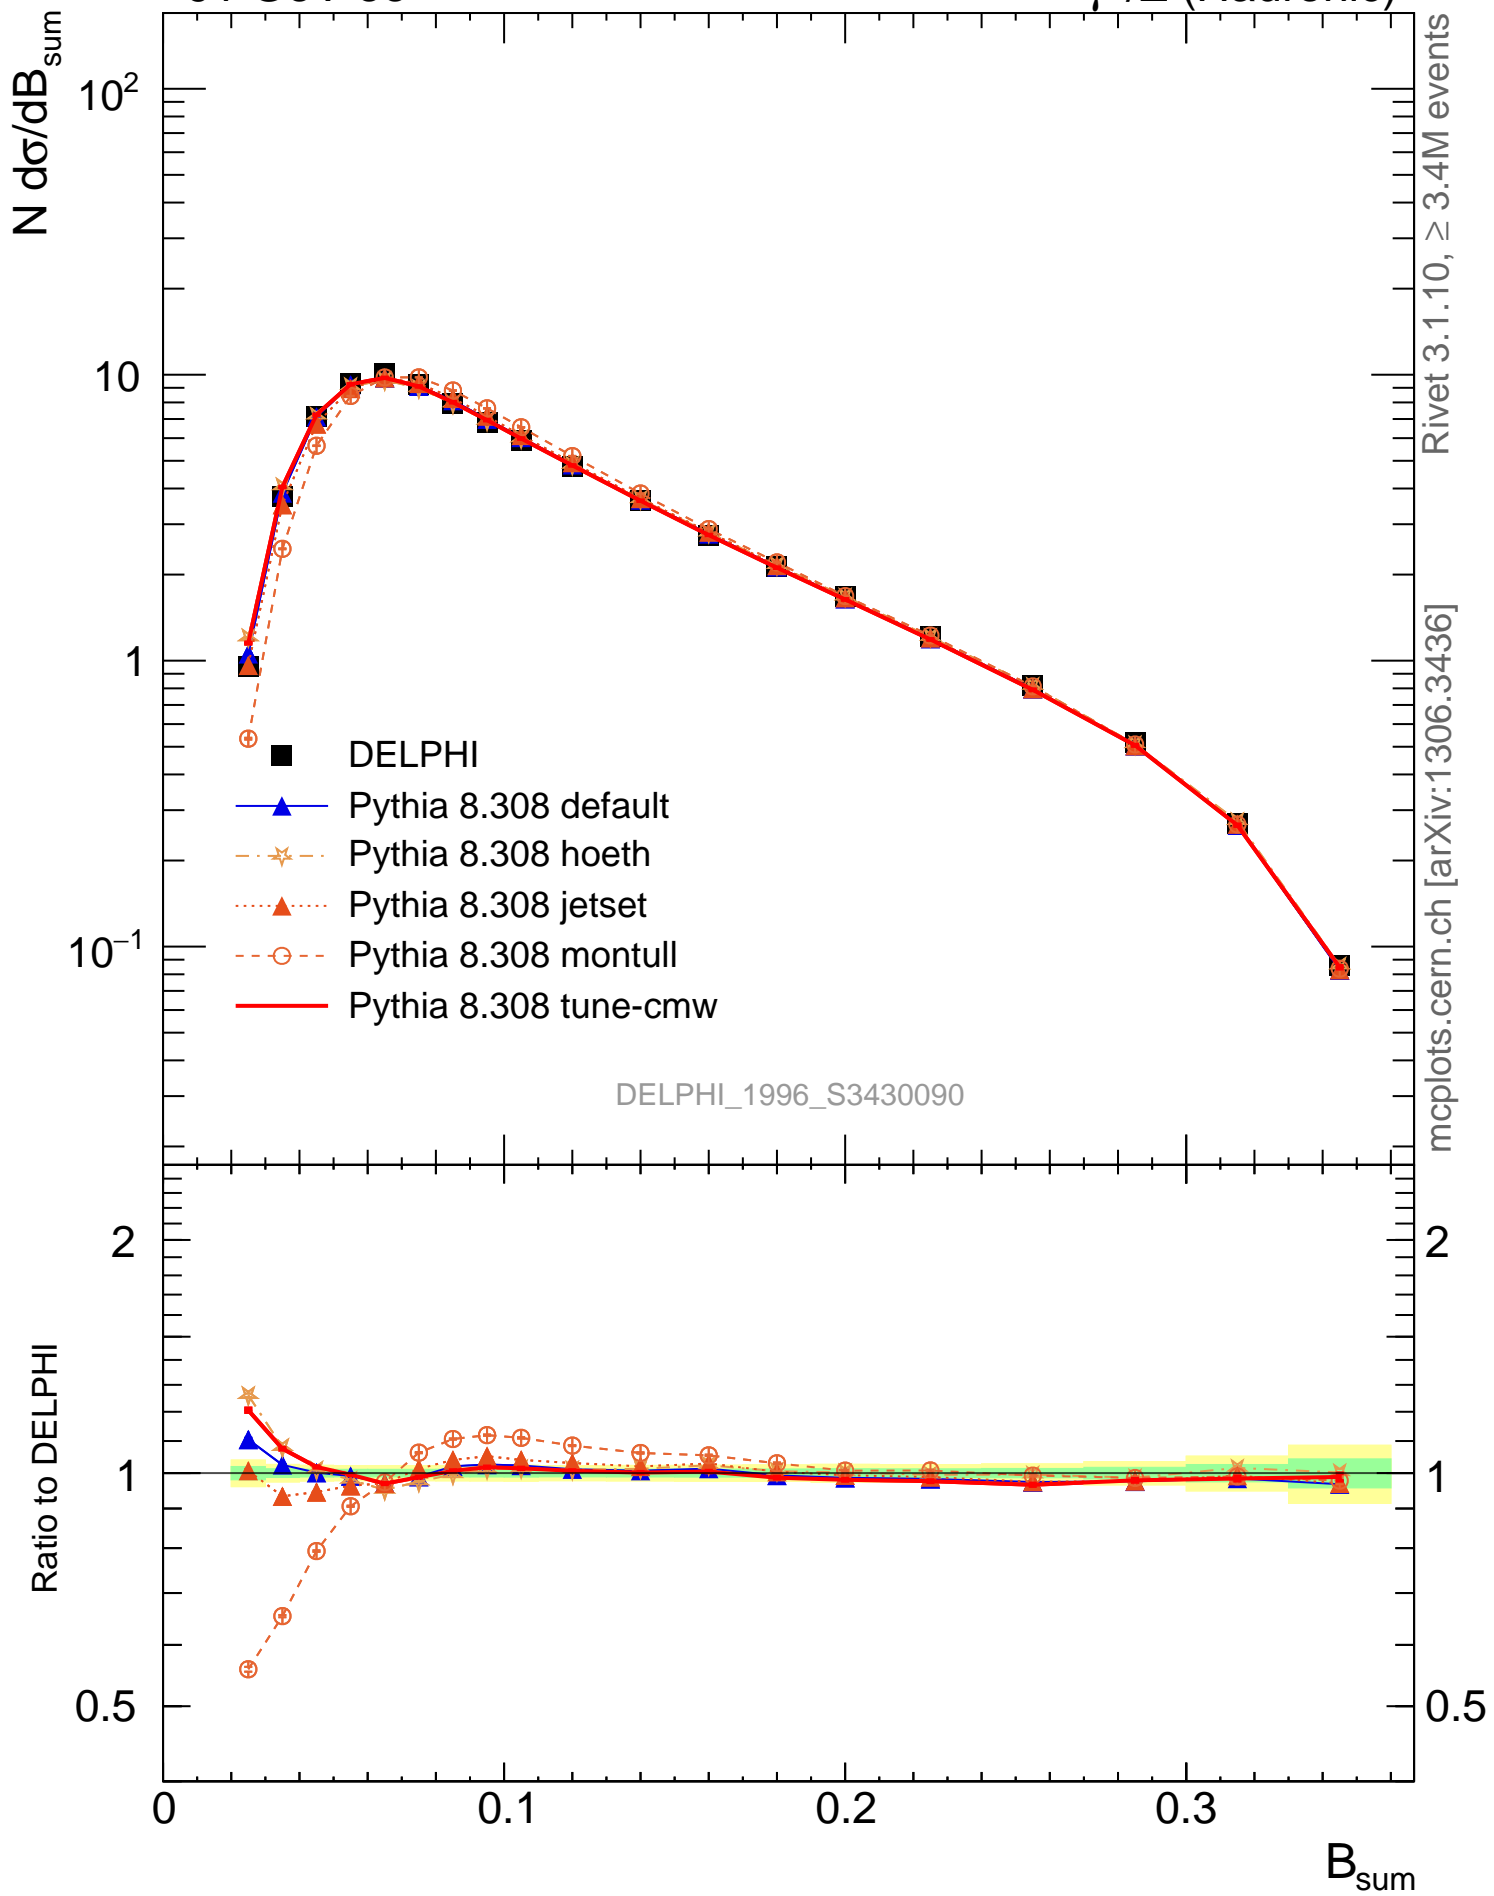 (Hadronic)
N dσ/dB_sum
10²
10
1
10⁻¹
Rivet 3.1.10, ≥ 3.4M events
mcplots.cern.ch [arXiv:1306.3436]
DELPHI
Pythia 8.308 default
Pythia 8.308 hoeth
Pythia 8.308 jetset
Pythia 8.308 montull
Pythia 8.308 tune-cmw
DELPHI_1996_S3430090
Ratio to DELPHI
2
1
0.5
2
1
0.5
0
0.1
0.2
0.3
B_sum